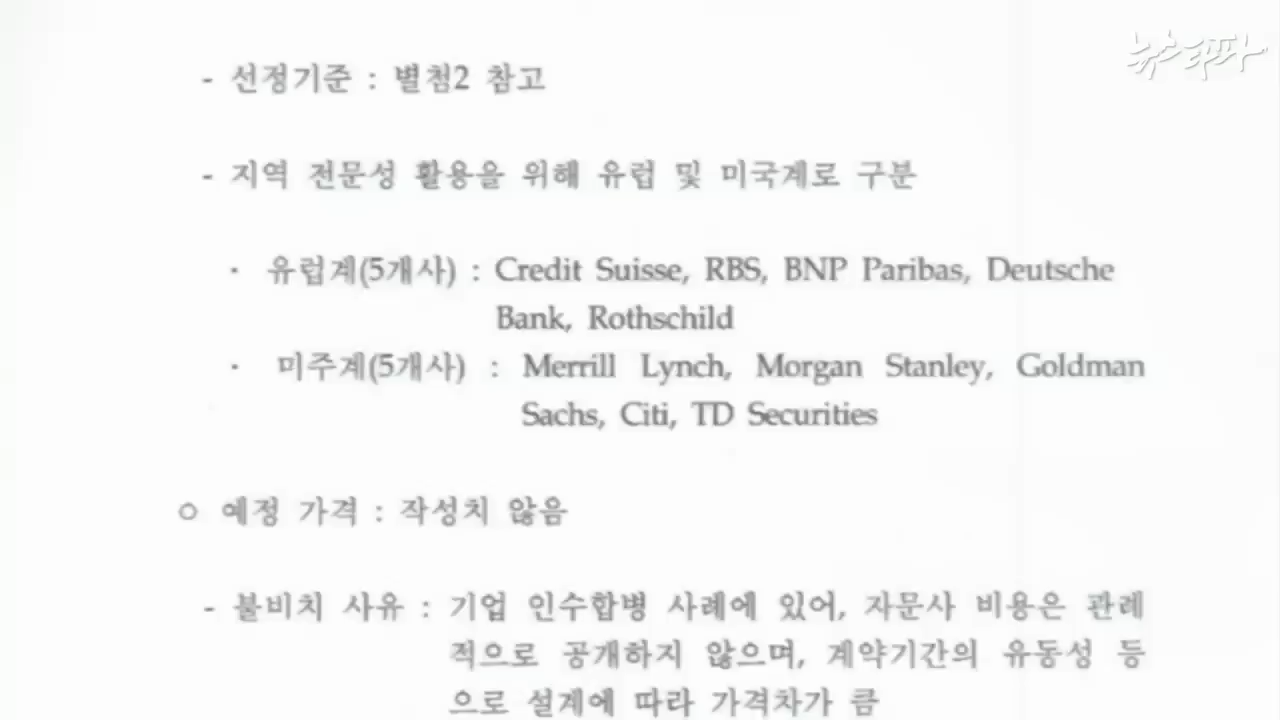 뉴스타파
- 선정기준 : 별첨2 참고
- 지역 전문성 활용을 위해 유럽 및 미국계로 구분
· 유럽계(5개사) : Credit Suisse, RBS, BNP Paribas, Deutsche
Bank, Rothschild
· 미주계(5개사) : Merrill Lynch, Morgan Stanley, Goldman
Sachs, Citi, TD Securities
○ 예정 가격 : 작성치 않음
- 불비치 사유 : 기업 인수합병 사례에 있어, 자문사 비용은 관례
적으로 공개하지 않으며, 계약기간의 유동성 등
으로 설계에 따라 가격차가 큼